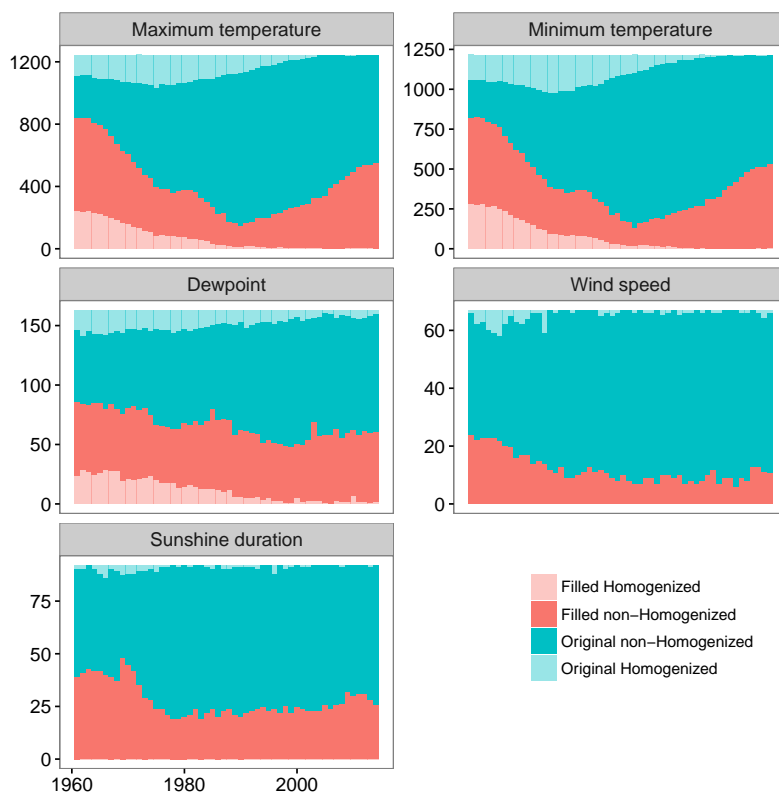 Maximum temperature
Minimum temperature
1200
800
400
0
1250
1000
750
500
250
0
Dewpoint
Wind speed
150
100
50
0
60
40
20
0
Sunshine duration
75
50
25
0
1960
1980
2000
Filled Homogenized
Filled non−Homogenized
Original non−Homogenized
Original Homogenized